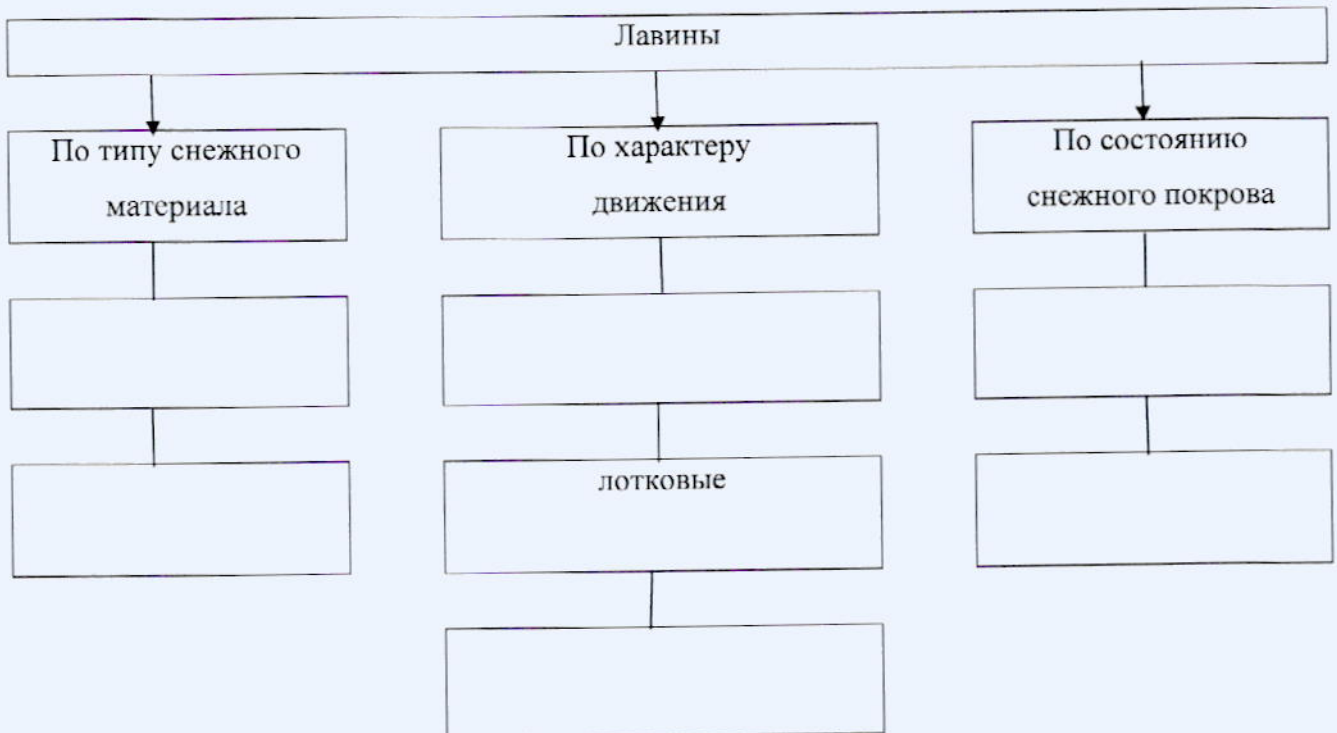 Лавины
По типу снежного
материала
По характеру
движения
По состоянию
снежного покрова
лотковые